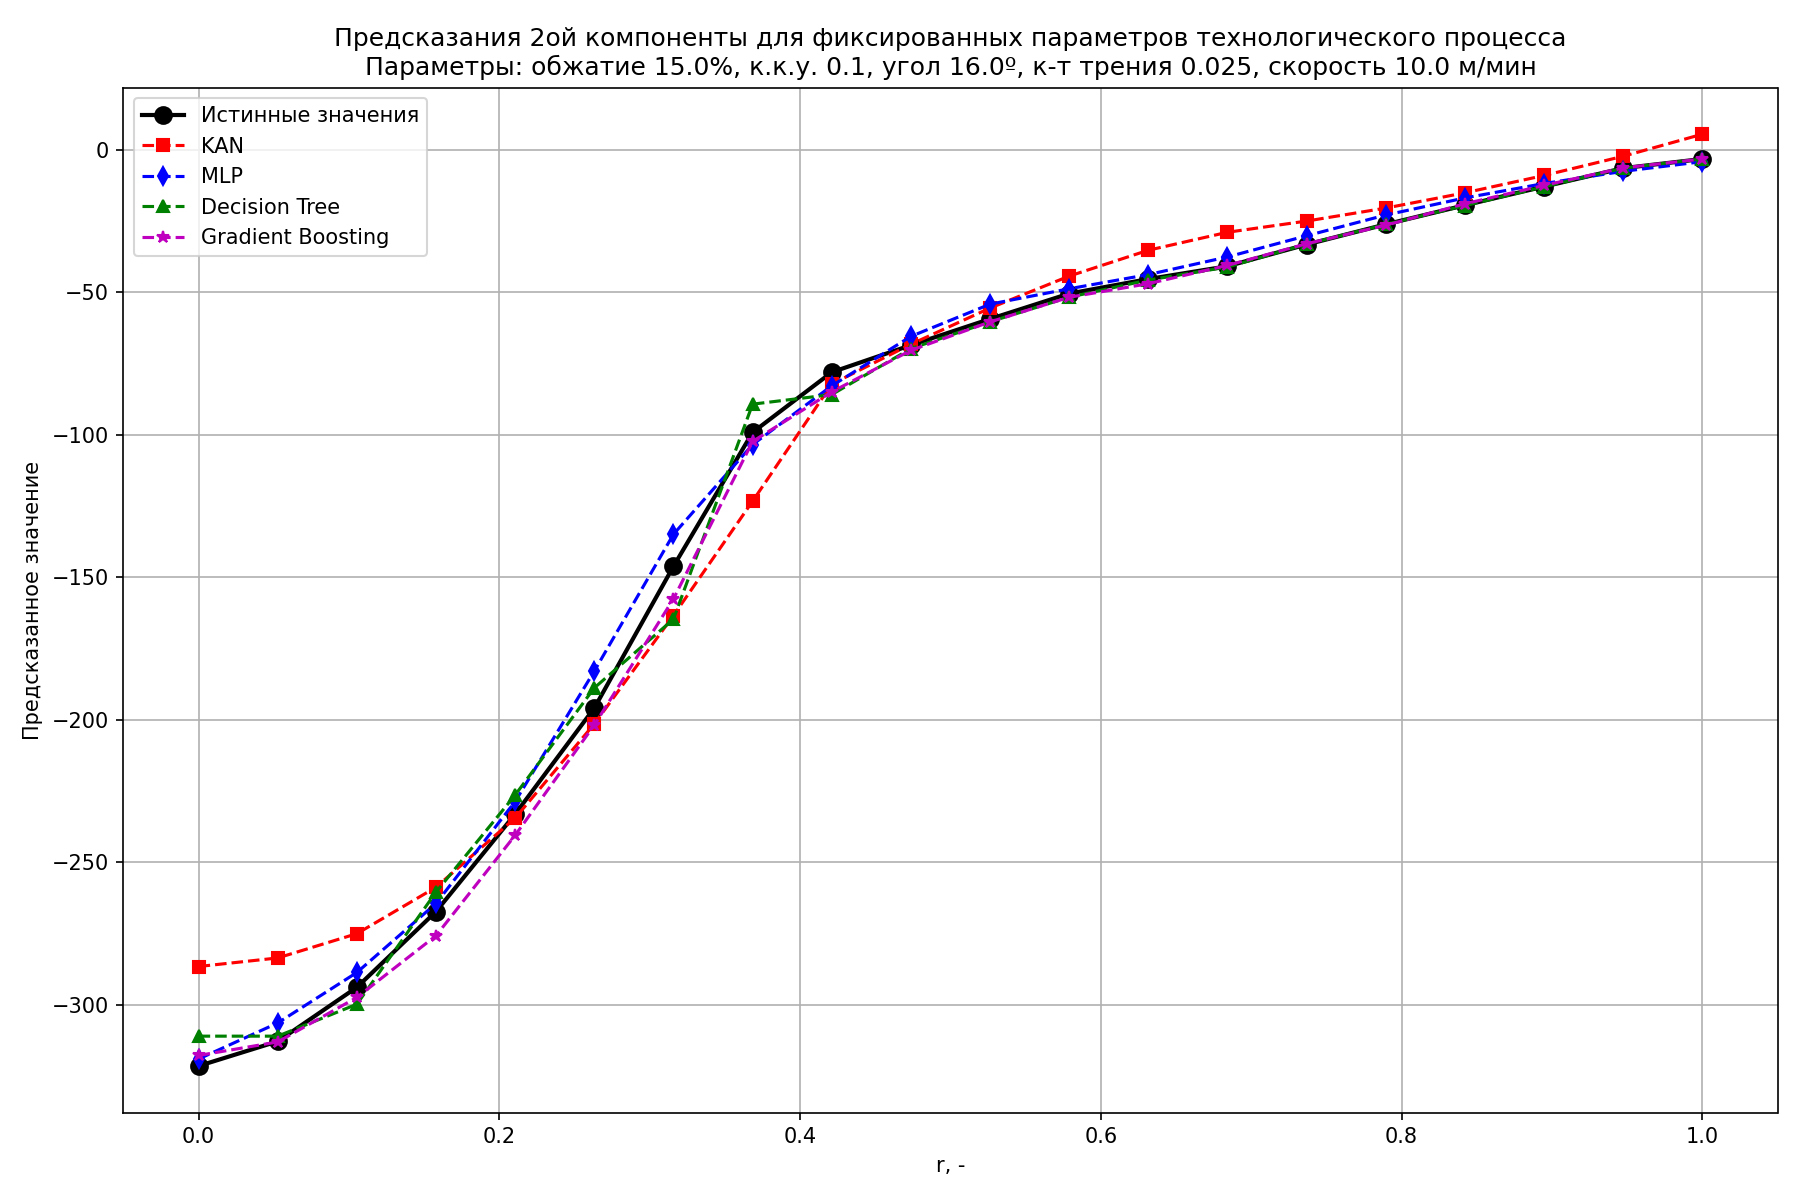 Предсказания 2ой компоненты для фиксированных параметров технологического процесса
Параметры: обжатие 15.0%, к.к.у. 0.1, угол 16.0º, к-т трения 0.025, скорость 10.0 м/мин
Истинные значения
KAN
MLP
Decision Tree
Gradient Boosting
Предсказанное значение
0
−50
−100
−150
−200
−250
−300
0.0
0.2
0.4
0.6
0.8
1.0
r, -